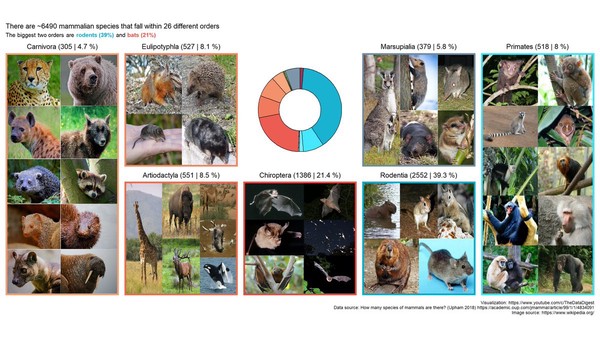 There are ~6490 mammalian species that fall within 26 different orders
The biggest two orders are rodents (39%) and bats (21%)
Carnivora (305 | 4.7 %)
Eulipotyphla (527 | 8.1 %)
Marsupialia (379 | 5.8 %)
Primates (518 | 8 %)
Artiodactyla (551 | 8.5 %)
Chiroptera (1386 | 21.4 %)
Rodentia (2552 | 39.3 %)
Visualization: https://www.youtube.com/c/TheDataDigest
Data source: How many species of mammals are there? (Upham 2018) https://academic.oup.com/jmammal/article/99/1/1/4834091
Image source: https://www.wikipedia.org/